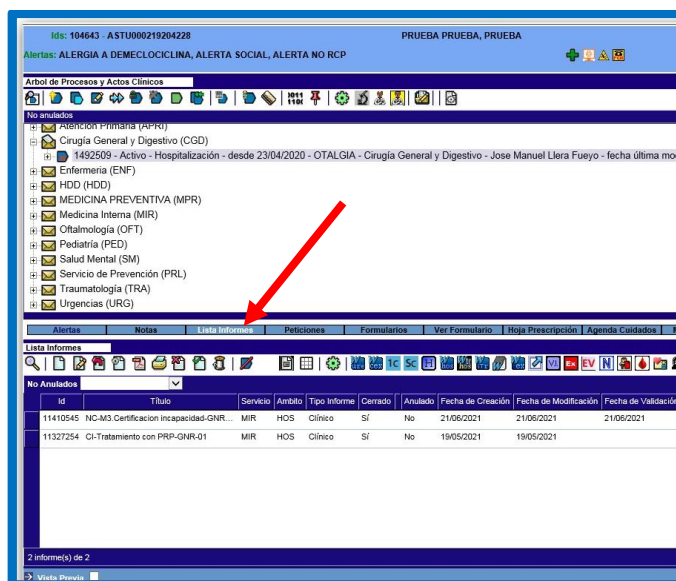 Ids: 104643 - ASTU000219204228 PRUEBA PRUEBA, PRUEBA
Alertas: ALERGIA A DEMECLOCICLINA, ALERTA SOCIAL, ALERTA NO RCP
Arbol de Procesos y Actos Clínicos
No anulados
Atención Primaria (APRI)
Cirugía General y Digestivo (CGD)
1492509 - Activo - Hospitalización - desde 23/04/2020 - OTALGIA - Cirugía General y Digestivo - Jose Manuel Llera Fueyo - fecha última mo
Enfermeria (ENF)
HDD (HDD)
MEDICINA PREVENTIVA (MPR)
Medicina Interna (MIR)
Oftalmología (OFT)
Pediatría (PED)
Salud Mental (SM)
Servicio de Prevención (PRL)
Traumatología (TRA)
Urgencias (URG)
Alertas Notas Lista Informes Peticiones Formularios Ver Formulario Hoja Prescripción Agenda Cuidados
Lista Informes
1C SC H VI Ex EV N
No Anulados
Id Título Servicio Ambito Tipo Informe Cerrado Anulado Fecha de Creación Fecha de Modificación Fecha de Validación
11410545 NC-M3.Certificacion incapacidad-GNR... MIR HOS Clínico Sí No 21/06/2021 21/06/2021 21/06/2021
11327254 CI-Tratamiento con PRP-GNR-01 MIR HOS Clínico Sí No 19/05/2021 19/05/2021
2 informe(s) de 2
Vista Previa